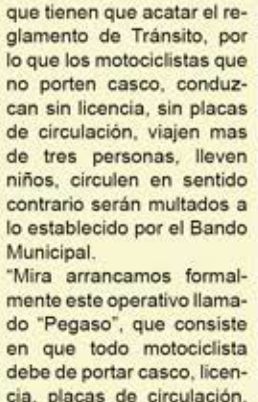 que tienen que acatar el re-
glamento de Tránsito, por
lo que los motociclistas que
no porten casco, conduz-
can sin licencia, sin placas
de circulación, viajen mas
de tres personas, lleven
niños, circulen en sentido
contrario serán multados a
lo establecido por el Bando
Municipal.
"Mira arrancamos formal-
mente este operativo llama-
do "Pegaso", que consiste
en que todo motociclista
debe de portar casco, licen-
cia, placas de circulación,